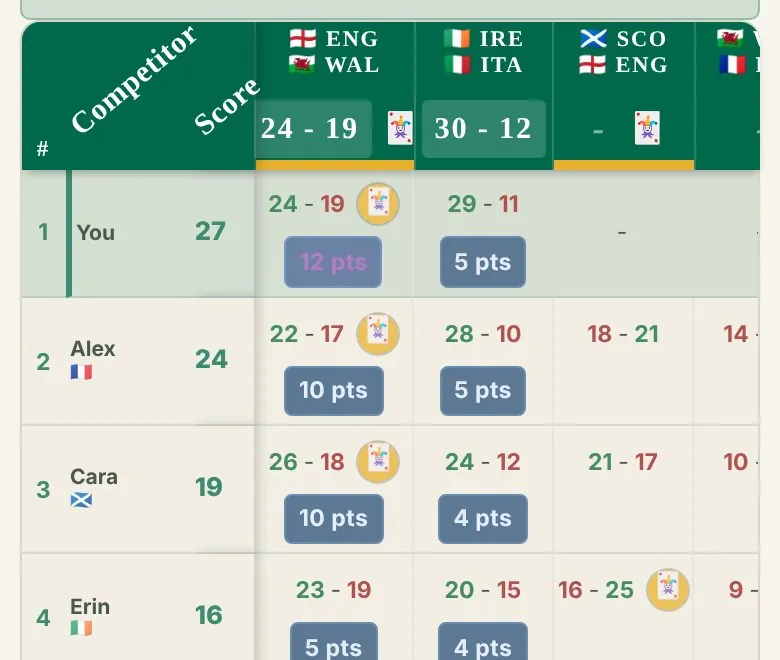 # Competitor Score
ENG IRE SCO
WAL ITA ENG
24 - 19 30 - 12 -
1 You 27 24 - 19 29 - 11 -
12 pts 5 pts
2 Alex 24 22 - 17 28 - 10 18 - 21 14 -
10 pts 5 pts
3 Cara 19 26 - 18 24 - 12 21 - 17 10 -
10 pts 4 pts
4 Erin 16 23 - 19 20 - 15 16 - 25 9 -
5 pts 4 pts